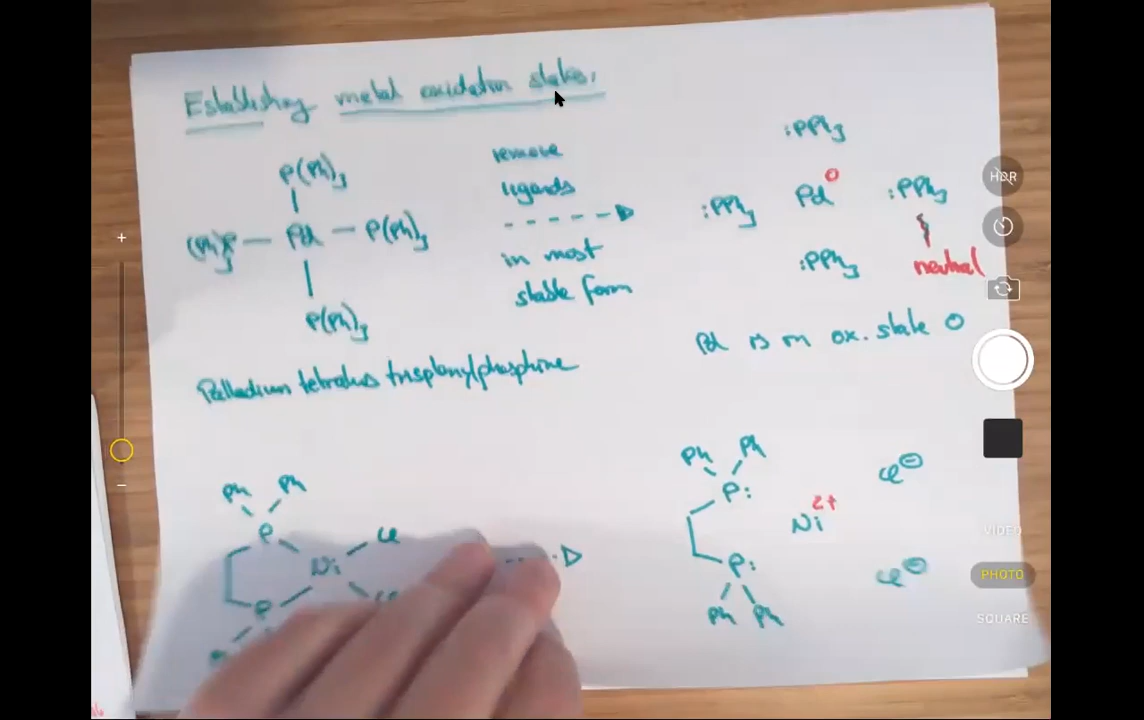 Establishing metal oxidation states.
P(Ph)3
(Ph)3P — Pd — P(Ph)3
P(Ph)3
remove
ligands
in most
stable form
:PPh3
:PPh3 Pd 0 :PPh3
:PPh3
neutral
Pd is in ox. state 0
Palladium tetrakis
Ph Ph
P
Ni
P
Cl
Ph Ph
P:
Ni 2+
P:
Ph Ph
Cl⊖
Cl⊖
HDR
VIDEO
PHOTO
SQUARE